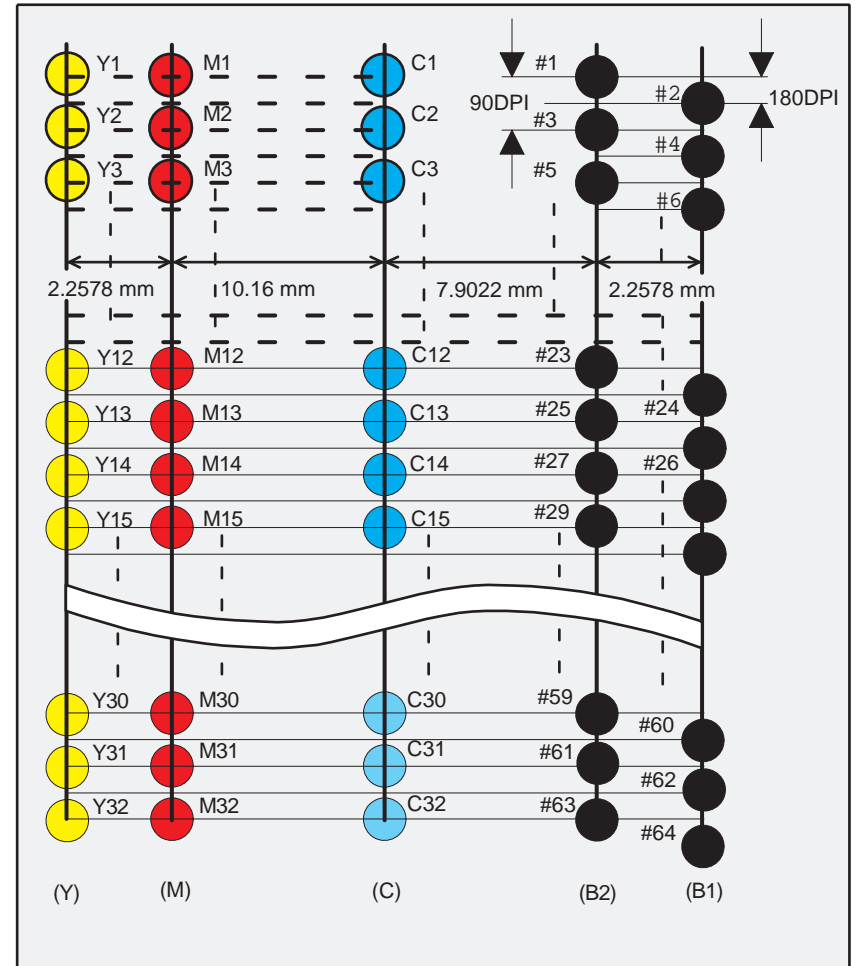 Y1 M1 C1 #1
90DPI #2 180DPI
Y2 M2 C2 #3
#4
Y3 M3 C3 #5
#6
2.2578 mm 10.16 mm 7.9022 mm 2.2578 mm
Y12 M12 C12 #23
Y13 M13 C13 #25 #24
Y14 M14 C14 #27 #26
Y15 M15 C15 #29
Y30 M30 C30 #59
#60
Y31 M31 C31 #61
#62
Y32 M32 C32 #63
#64
(Y) (M) (C) (B2) (B1)